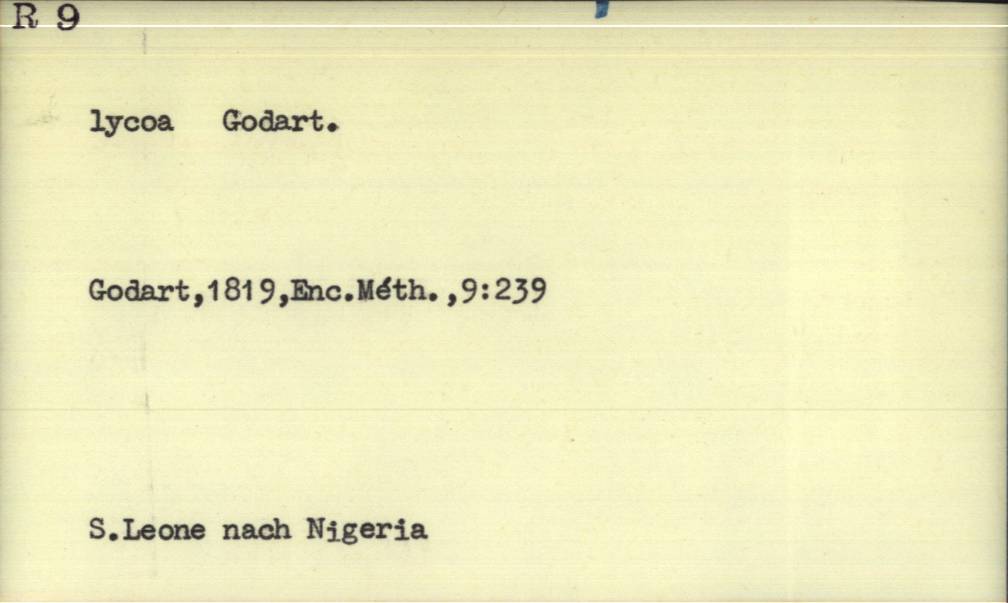 R 9
lycoa Godart.
Godart,1819,Enc.Méth.,9:239
S.Leone nach Nigeria